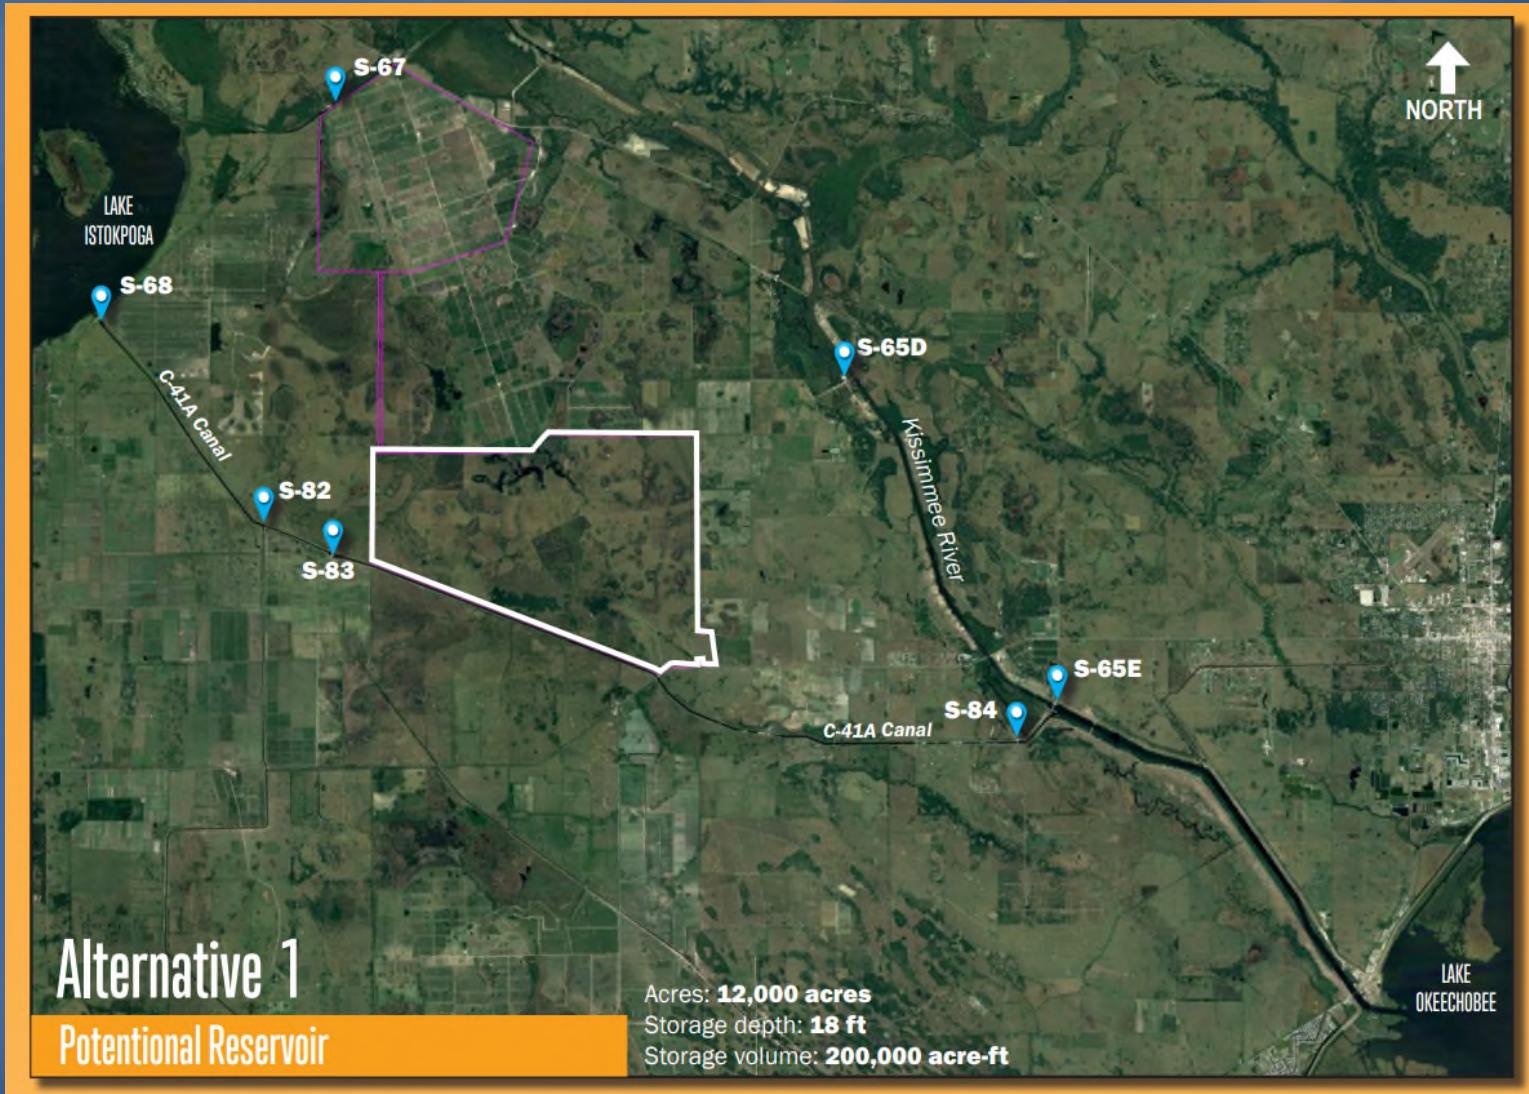 S-67
NORTH
LAKE
ISTOKPOGA
S-68
S-65D
C-41A Canal
Kissimmee River
S-82
S-83
S-65E
S-84
C-41A Canal
Alternative 1
Potentional Reservoir
Acres: 12,000 acres
Storage depth: 18 ft
Storage volume: 200,000 acre-ft
LAKE
OKEECHOBEE